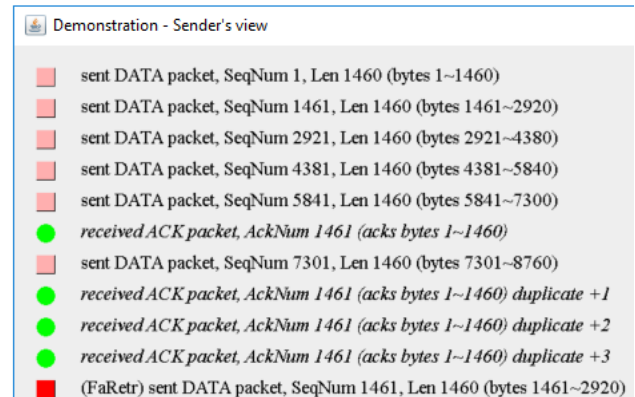 Demonstration - Sender's view
sent DATA packet, SeqNum 1, Len 1460 (bytes 1~1460)
sent DATA packet, SeqNum 1461, Len 1460 (bytes 1461~2920)
sent DATA packet, SeqNum 2921, Len 1460 (bytes 2921~4380)
sent DATA packet, SeqNum 4381, Len 1460 (bytes 4381~5840)
sent DATA packet, SeqNum 5841, Len 1460 (bytes 5841~7300)
received ACK packet, AckNum 1461 (acks bytes 1~1460)
sent DATA packet, SeqNum 7301, Len 1460 (bytes 7301~8760)
received ACK packet, AckNum 1461 (acks bytes 1~1460) duplicate +1
received ACK packet, AckNum 1461 (acks bytes 1~1460) duplicate +2
received ACK packet, AckNum 1461 (acks bytes 1~1460) duplicate +3
(FaRetr) sent DATA packet, SeqNum 1461, Len 1460 (bytes 1461~2920)